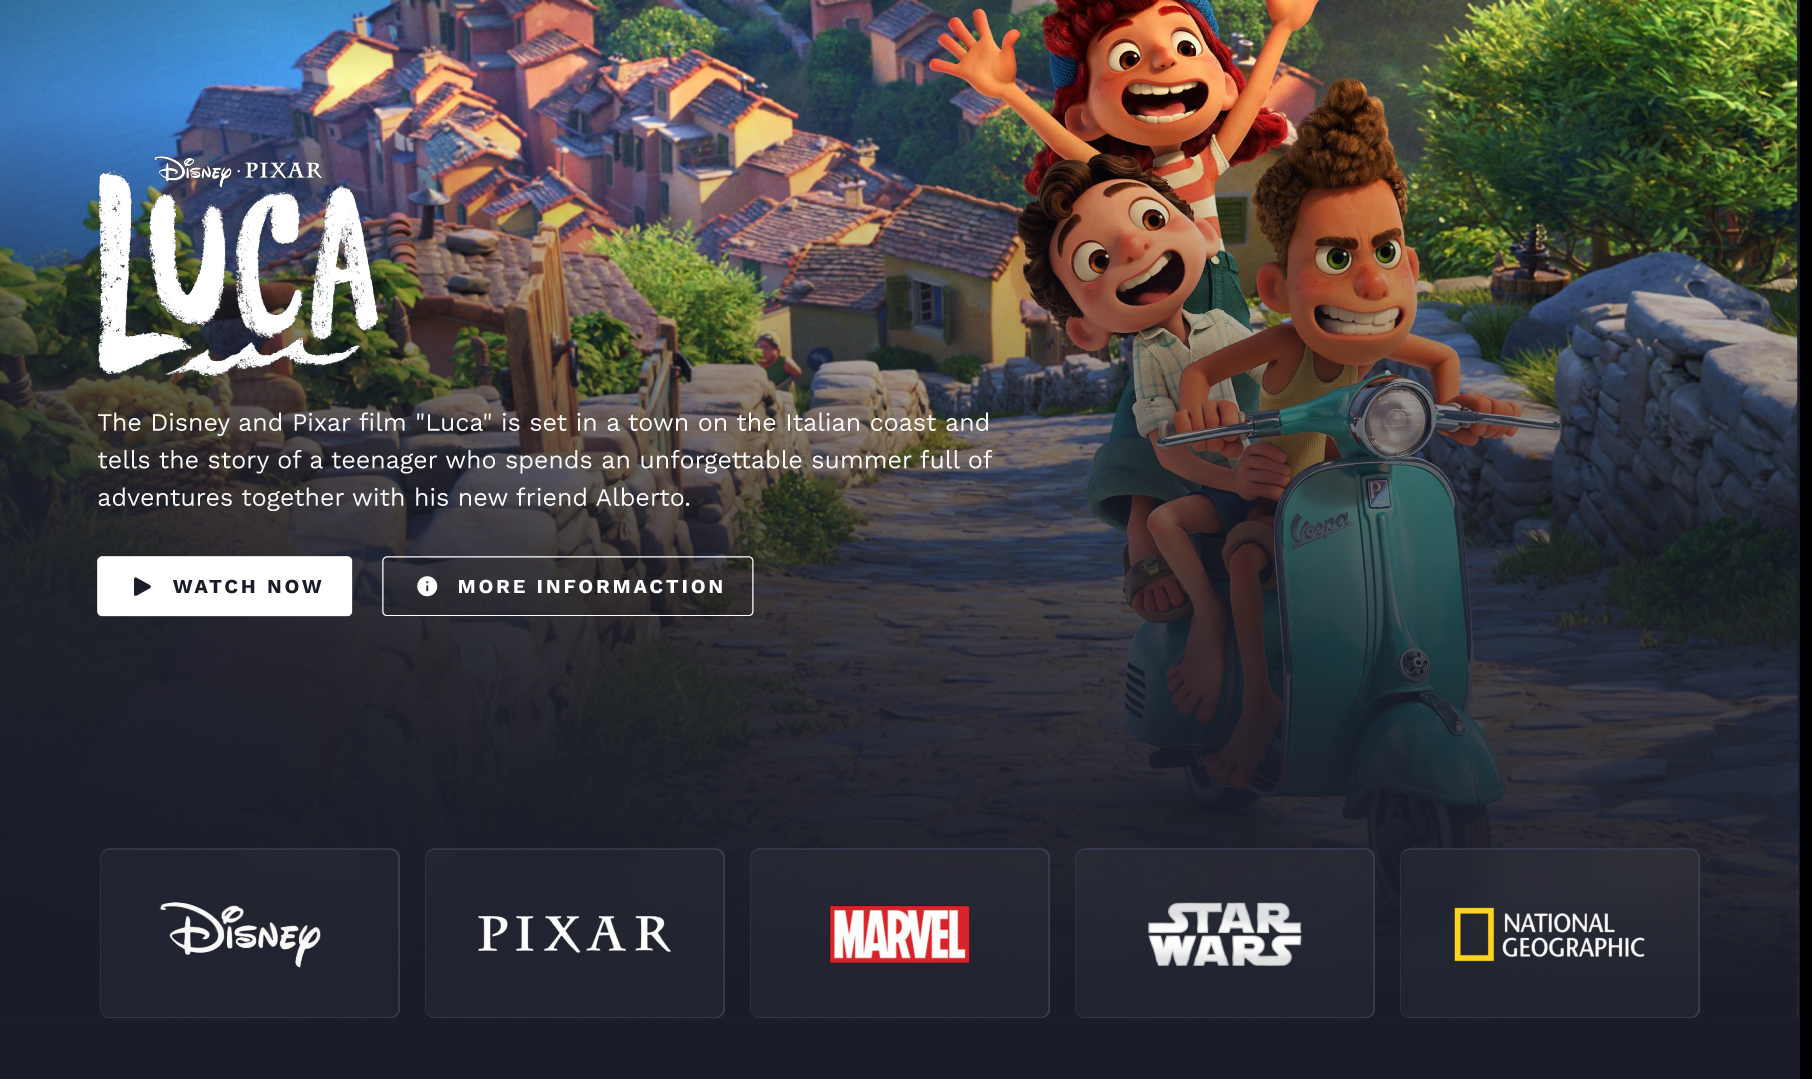 Disney · PIXAR
LUCA
The Disney and Pixar film "Luca" is set in a town on the Italian coast and
tells the story of a teenager who spends an unforgettable summer full of
adventures together with his new friend Alberto.
WATCH NOW
MORE INFORMACTION
P
Vespa
Disney
PIXAR
MARVEL
STAR
WARS
NATIONAL
GEOGRAPHIC